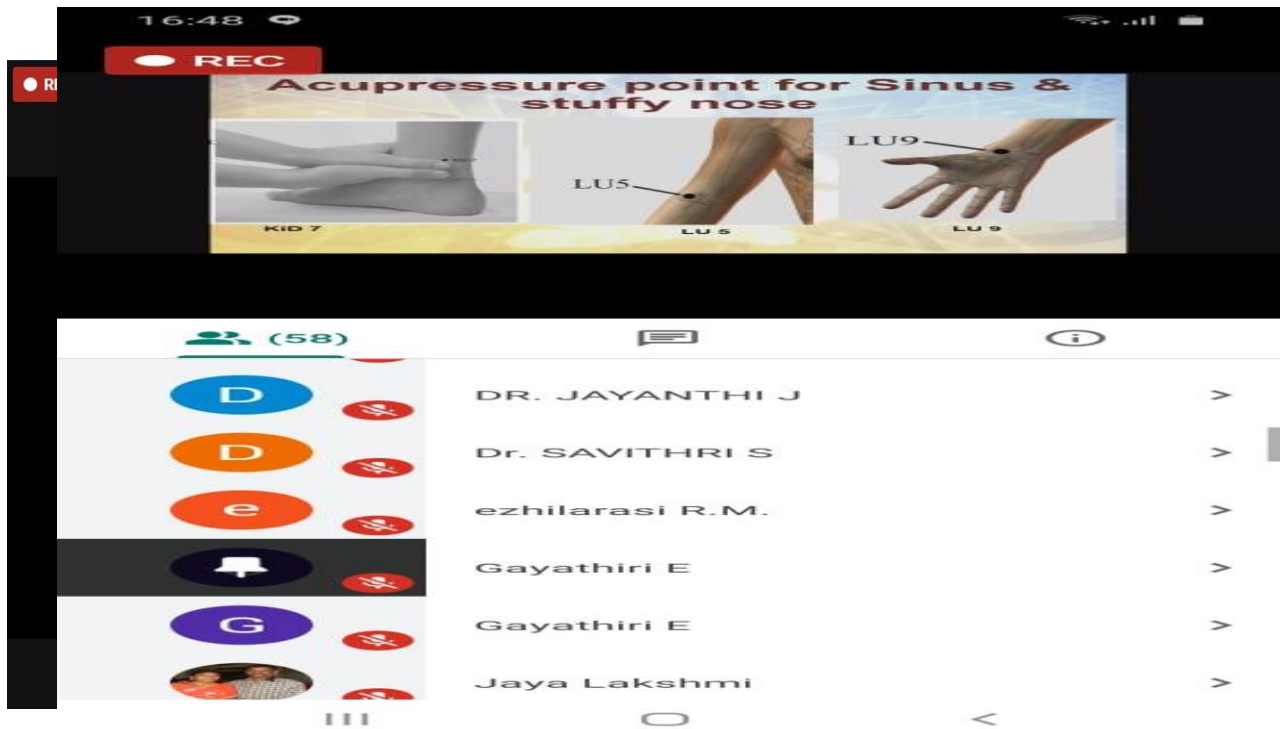 16:48
REC
Acupressure point for Sinus &
stuffy nose
LU5
LU9
KiD 7
LU 5
LU 9
(58)
D
DR. JAYANTHI J
D
Dr. SAVITHRI S
e
ezhilarasi R.M.
Gayathiri E
G
Gayathiri E
Jaya Lakshmi